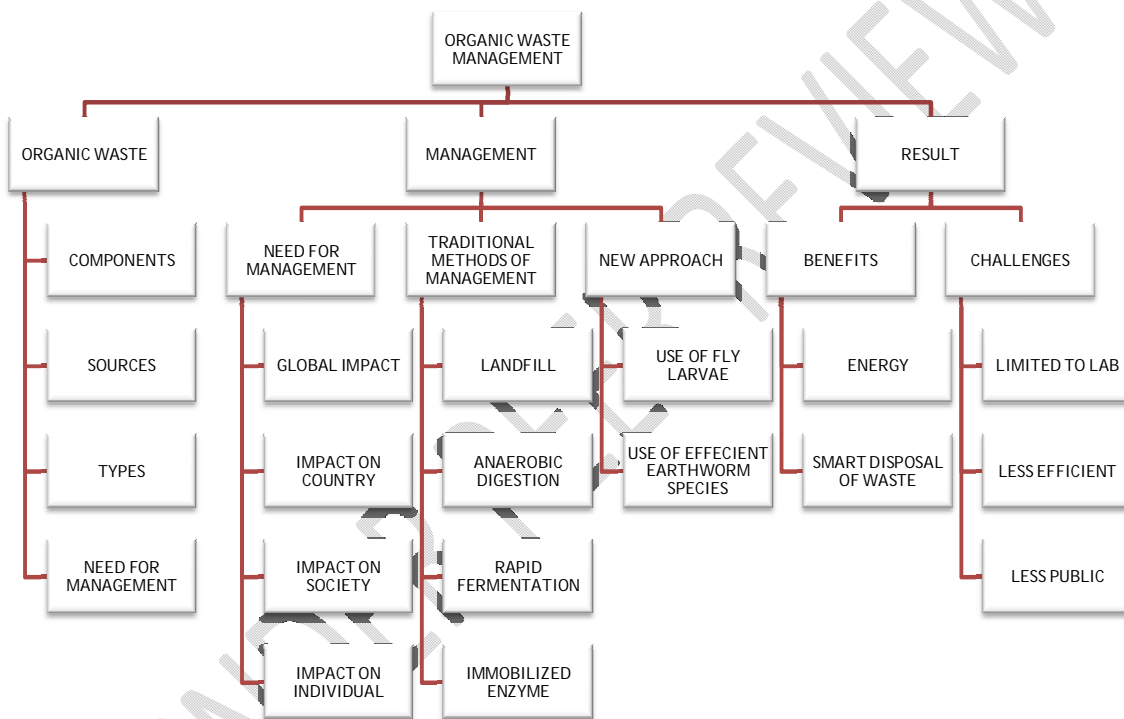 ORGANIC WASTE
MANAGEMENT
ORGANIC WASTE
MANAGEMENT
RESULT
COMPONENTS
SOURCES
TYPES
NEED FOR
MANAGEMENT
NEED FOR
MANAGEMENT
GLOBAL IMPACT
IMPACT ON
COUNTRY
IMPACT ON
SOCIETY
IMPACT ON
INDIVIDUAL
TRADITIONAL
METHODS OF
MANAGEMENT
LANDFILL
ANAEROBIC
DIGESTION
RAPID
FERMENTATION
IMMOBILIZED
ENZYME
NEW APPROACH
USE OF FLY
LARVAE
USE OF EFFECIENT
EARTHWORM
SPECIES
BENEFITS
ENERGY
SMART DISPOSAL
OF WASTE
CHALLENGES
LIMITED TO LAB
LESS EFFICIENT
LESS PUBLIC